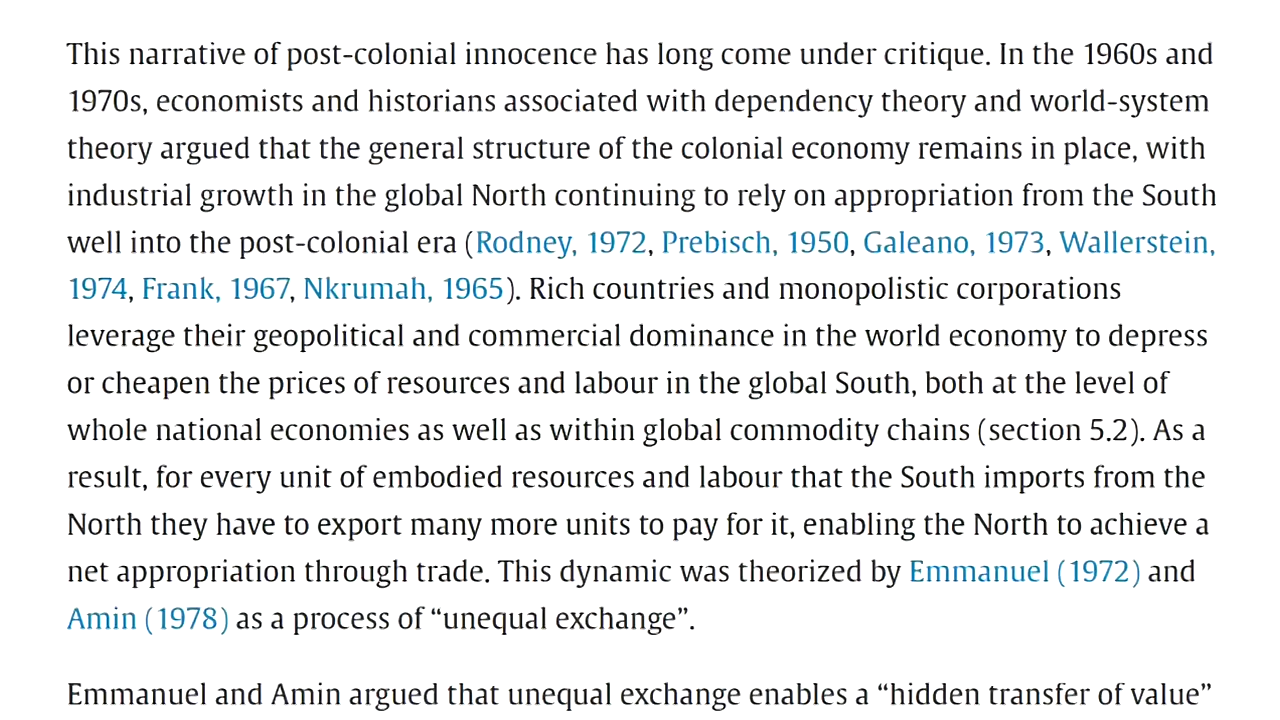 This narrative of post-colonial innocence has long come under critique. In the 1960s and
1970s, economists and historians associated with dependency theory and world-system
theory argued that the general structure of the colonial economy remains in place, with
industrial growth in the global North continuing to rely on appropriation from the South
well into the post-colonial era (Rodney, 1972, Prebisch, 1950, Galeano, 1973, Wallerstein,
1974, Frank, 1967, Nkrumah, 1965). Rich countries and monopolistic corporations
leverage their geopolitical and commercial dominance in the world economy to depress
or cheapen the prices of resources and labour in the global South, both at the level of
whole national economies as well as within global commodity chains (section 5.2). As a
result, for every unit of embodied resources and labour that the South imports from the
North they have to export many more units to pay for it, enabling the North to achieve a
net appropriation through trade. This dynamic was theorized by Emmanuel (1972) and
Amin (1978) as a process of “unequal exchange”.
Emmanuel and Amin argued that unequal exchange enables a “hidden transfer of value”